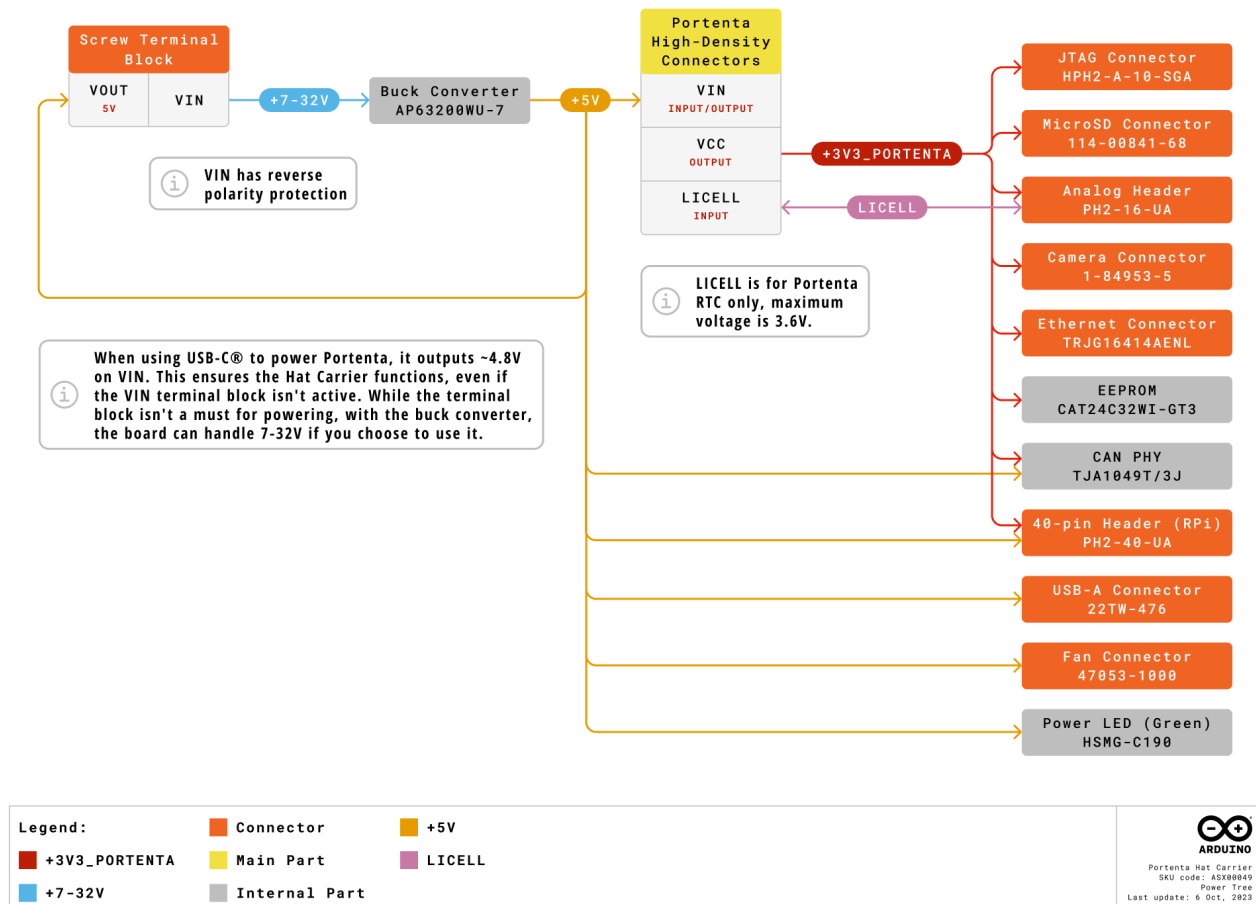 Screw Terminal
Block
VOUT
5V
VIN
+7-32V
Buck Converter
AP63200WU-7
+5V
Portenta
High-Density
Connectors
VIN
INPUT/OUTPUT
VCC
OUTPUT
LICELL
INPUT
+3V3_PORTENTA
LICELL
VIN has reverse
polarity protection
LICELL is for Portenta
RTC only, maximum
voltage is 3.6V.
When using USB-C® to power Portenta, it outputs ~4.8V
on VIN. This ensures the Hat Carrier functions, even if
the VIN terminal block isn't active. While the terminal
block isn't a must for powering, with the buck converter,
the board can handle 7-32V if you choose to use it.
JTAG Connector
HPH2-A-10-SGA
MicroSD Connector
114-00841-68
Analog Header
PH2-16-UA
Camera Connector
1-84953-5
Ethernet Connector
TRJG16414AENL
EEPROM
CAT24C32WI-GT3
CAN PHY
TJA1049T/3J
40-pin Header (RPi)
PH2-40-UA
USB-A Connector
22TW-476
Fan Connector
47053-1000
Power LED (Green)
HSMG-C190
Legend:
+3V3_PORTENTA
+7-32V
Connector
Main Part
Internal Part
+5V
LICELL
ARDUINO
Portenta Hat Carrier
SKU code: ASX00049
Power Tree
Last update: 6 Oct, 2023